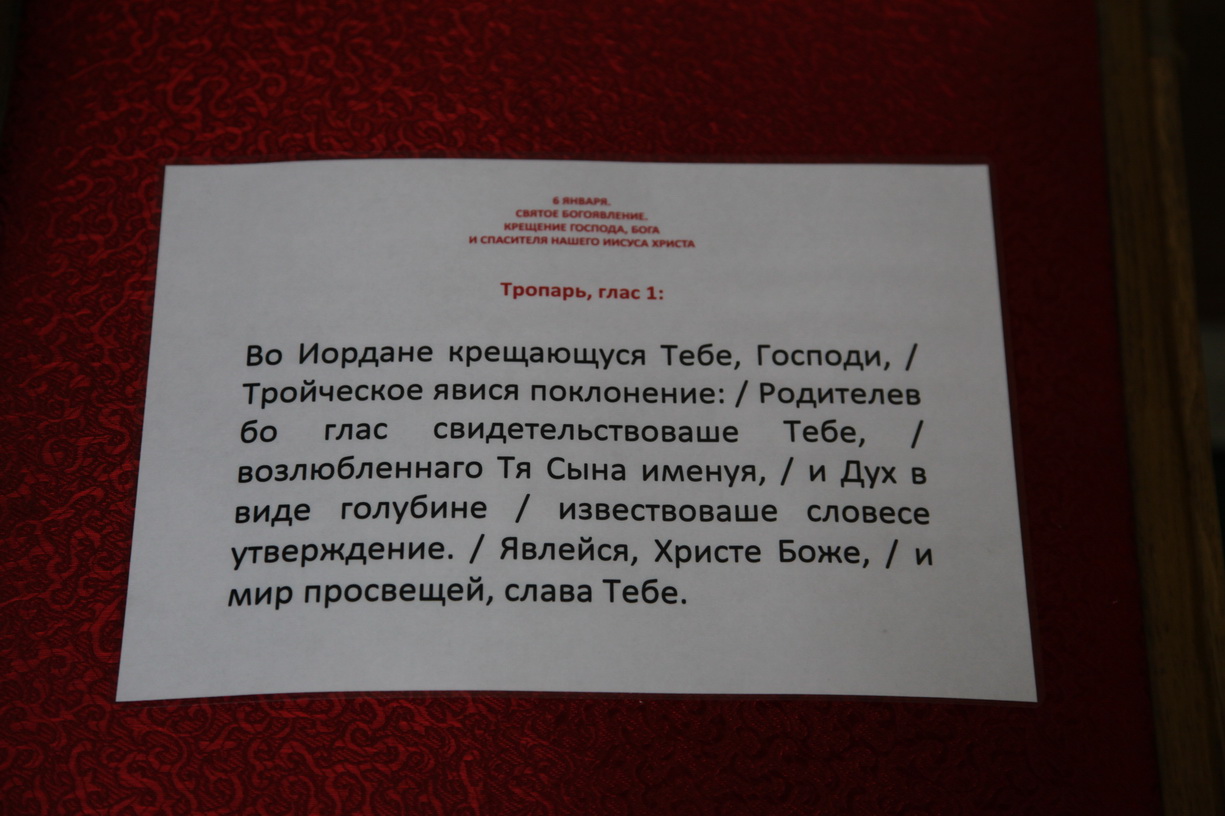 6 ЯНВАРЯ.
СВЯТОЕ БОГОЯВЛЕНИЕ.
КРЕЩЕНИЕ ГОСПОДА, БОГА
И СПАСИТЕЛЯ НАШЕГО ИИСУСА ХРИСТА
Тропарь, глас 1:
Во Иордане крещающуся Тебе, Господи, /
Тройческое явися поклонение: / Родителев
бо глас свидетельствоваше Тебе, /
возлюбленнаго Тя Сына именуя, / и Дух в
виде голубине / извествоваше словесе
утверждение. / Явлейся, Христе Боже, / и
мир просвещей, слава Тебе.